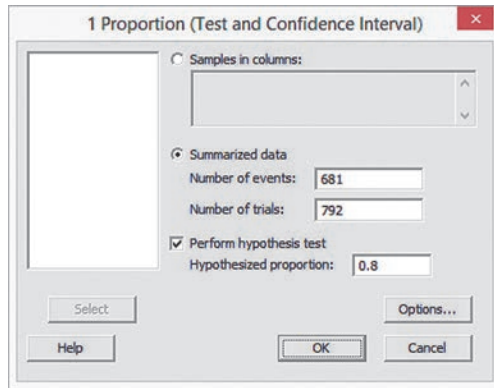 1 Proportion (Test and Confidence Interval)
Samples in columns:
Summarized data
Number of events: 681
Number of trials: 792
Perform hypothesis test
Hypothesized proportion: 0.8
Select
Options...
Help
OK
Cancel